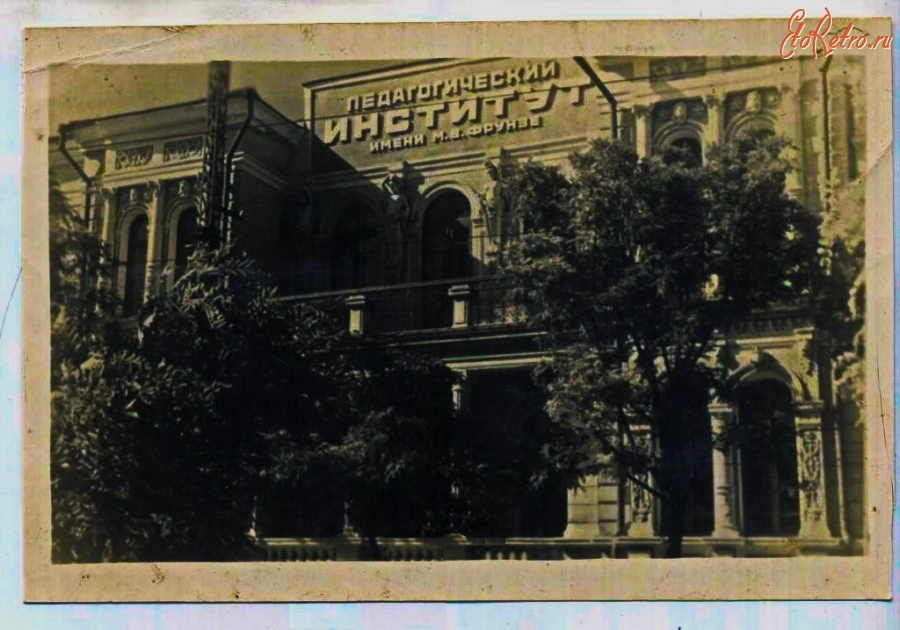 EtoRetro.ru
ПЕДАГОГИЧЕСКИЙ
ИНСТИТУТ
ИМЕНИ М.В. ФРУНЗЕ